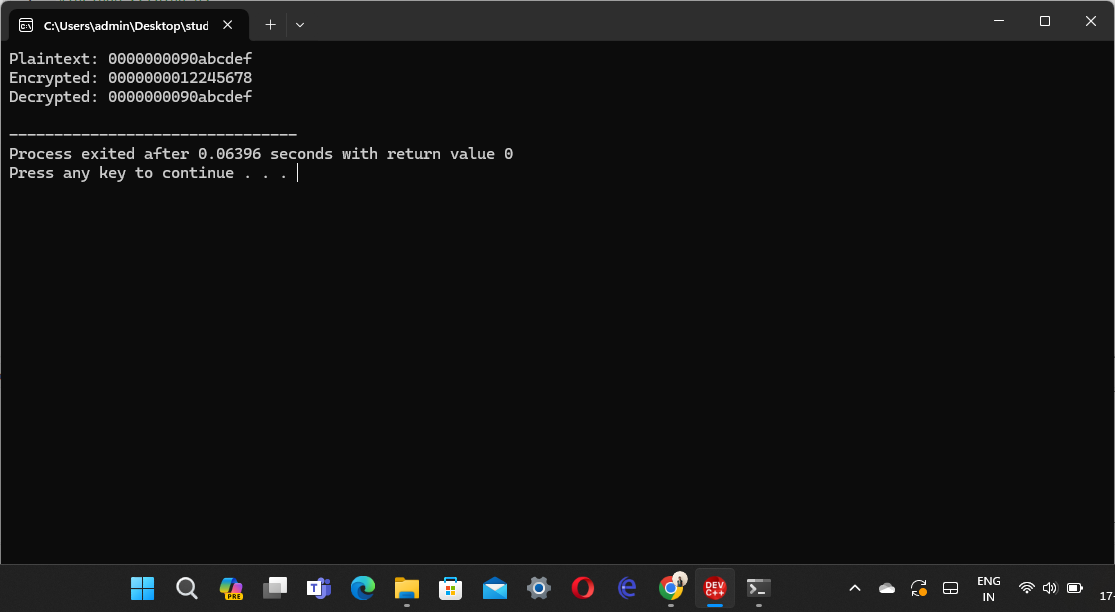 C:\Users\admin\Desktop\stud
Plaintext: 0000000090abcdef
Encrypted: 0000000012245678
Decrypted: 0000000090abcdef
--------------------------------
Process exited after 0.06396 seconds with return value 0
Press any key to continue . . .
PRE
T
DEV
C++
ENG
IN
17-